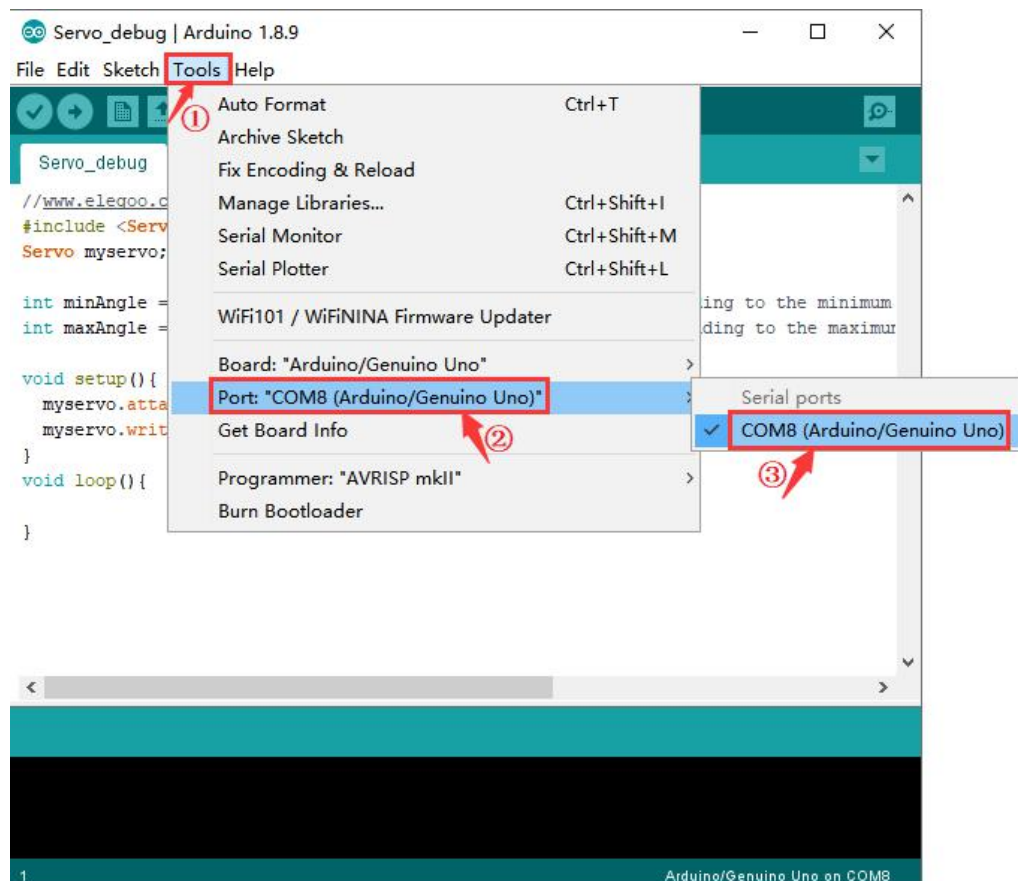 Servo_debug | Arduino 1.8.9
File Edit Sketch Tools Help
①
Auto Format Ctrl+T
Archive Sketch
Servo_debug
Fix Encoding & Reload
//www.elegoo.c
Manage Libraries... Ctrl+Shift+I
#include <Serv
Serial Monitor Ctrl+Shift+M
Servo myservo;
Serial Plotter Ctrl+Shift+L
int minAngle = ing to the minimum
WiFi101 / WiFiNINA Firmware Updater
int maxAngle = ding to the
Board: "Arduino/Genuino Uno" >
void setup(){
Port: "COM8 (Arduino/Genuino Uno)" Serial ports
myservo.atta
Get Board Info ② ✓ COM8 (Arduino/Genuino Uno)
myservo.writ
}
void loop(){
Programmer: "AVRISP mkII" > ③
Burn Bootloader
}
1 Arduino/Genuino Uno on COM8